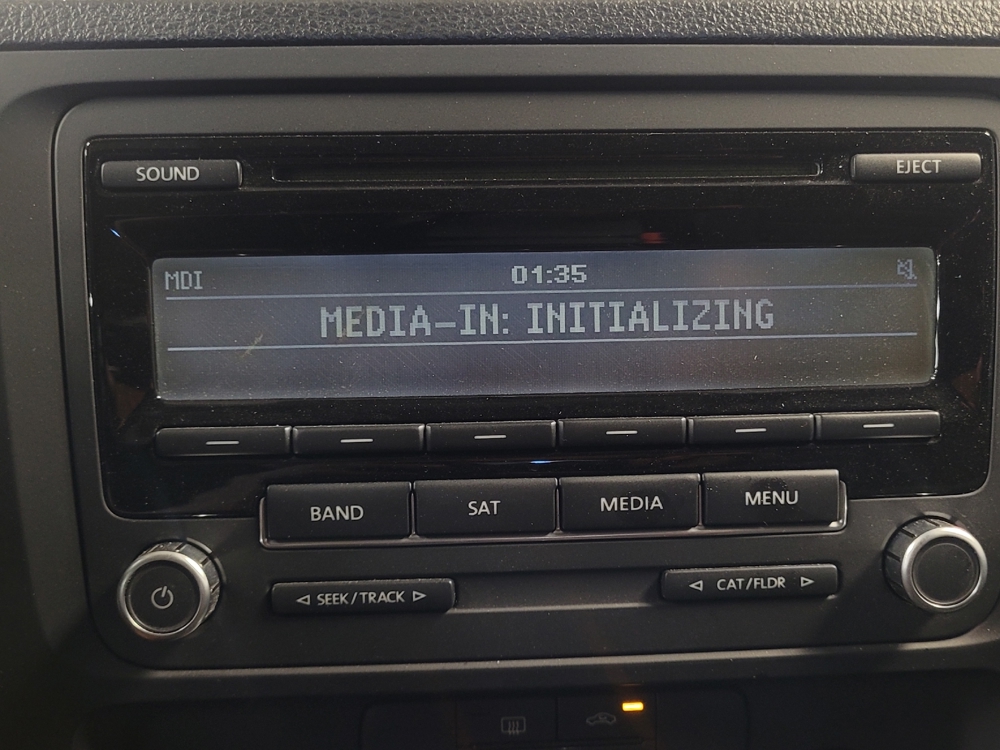 SOUND
EJECT
MDI 01:35
MEDIA-IN: INITIALIZING
BAND SAT MEDIA MENU
SEEK/TRACK CAT/FLDR